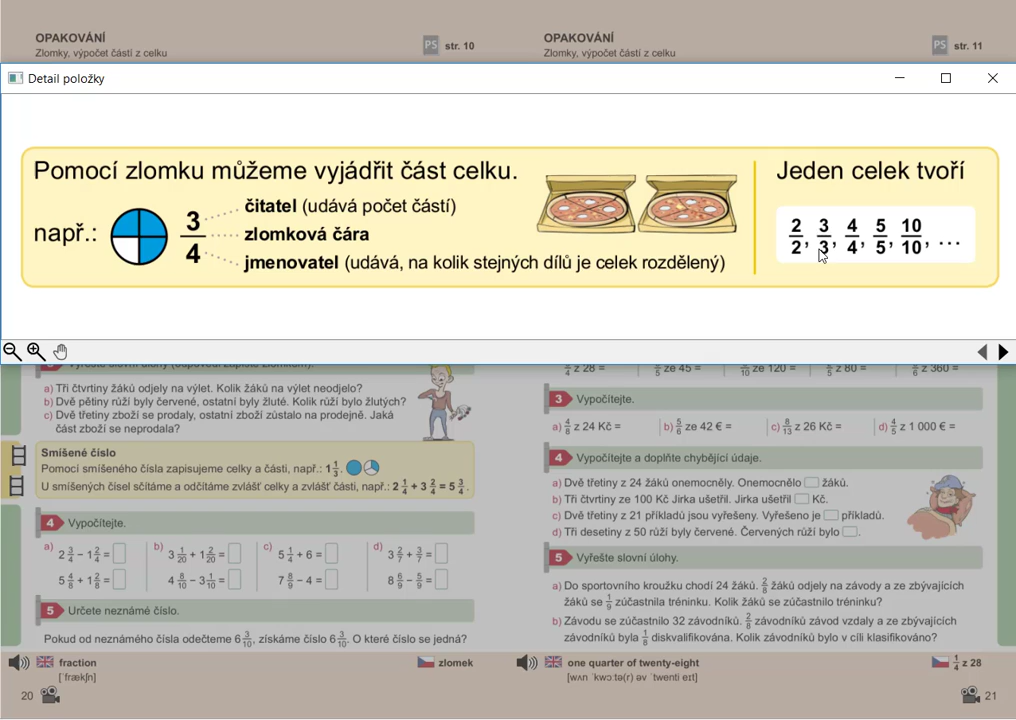 OPAKOVÁNÍ
Zlomky, výpočet částí z celku
PS str. 10
OPAKOVÁNÍ
Zlomky, výpočet částí z celku
PS str. 11
Detail položky
Pomocí zlomku můžeme vyjádřit část celku.
např.: 3/4
čitatel (udává počet částí)
zlomková čára
jmenovatel (udává, na kolik stejných dílů je celek rozdělený)
Jeden celek tvoří
2/2, 3/3, 4/4, 5/5, 10/10, ...
a) Tři čtvrtiny žáků odjely na výlet. Kolik žáků na výlet neodjelo?
b) Dvě pětiny růží byly červené, ostatní byly žluté. Kolik růží bylo žlutých?
c) Dvě třetiny zboží se prodaly, ostatní zboží zůstalo na prodejně. Jaká
část zboží se neprodala?
Smíšené číslo
Pomocí smíšeného čísla zapisujeme celky a části, např.: 1 1/3.
U smíšených čísel sčítáme a odčítáme zvlášť celky a zvlášť části, např.: 2 1/4 + 3 2/4 = 5 3/4.
4 Vypočítejte.
a) 2 3/4 − 1 2/4 =
b) 3 1/20 + 1 2/20 =
c) 5 1/4 + 6 =
d) 3 2/7 + 3/7 =
5 4/8 + 1 2/8 =
4 8/10 − 3 1/10 =
7 8/9 − 4 =
8 6/9 − 5/9 =
5 Určete neznámé číslo.
Pokud od neznámého čísla odečteme 6 3/10, získáme číslo 6 3/10. O které číslo se jedná?
fraction
zlomek
[ˈfrækʃn]
20
z 28 =
ze 45 =
ze 120 =
z 80 =
z 360 =
3 Vypočítejte.
a) 4/8 z 24 Kč =
b) 5/6 ze 42 € =
c) 8/13 z 26 Kč =
d) 4/5 z 1 000 € =
4 Vypočítejte a doplňte chybějící údaje.
a) Dvě třetiny z 24 žáků onemocněly. Onemocnělo žáků.
b) Tři čtvrtiny ze 100 Kč Jirka ušetřil. Jirka ušetřil Kč.
c) Dvě třetiny z 21 příkladů jsou vyřešeny. Vyřešeno je příkladů.
d) Tři desetiny z 50 růží byly červené. Červených růží bylo .
5 Vyřešte slovní úlohy.
a) Do sportovního kroužku chodí 24 žáků. 2/8 žáků odjely na závody a ze zbývajících
žáků se 1/9 zúčastnila tréninku. Kolik žáků se zúčastnilo tréninku?
b) Závodu se zúčastnilo 32 závodníků. 2/8 závodníků závod vzdaly a ze zbývajících
závodníků byla 1/8 diskvalifikována. Kolik závodníků bylo v cíli klasifikováno?
one quarter of twenty-eight
1/4 z 28
[wʌn ˈkwɔːtə(r) əv ˈtwenti eɪt]
21